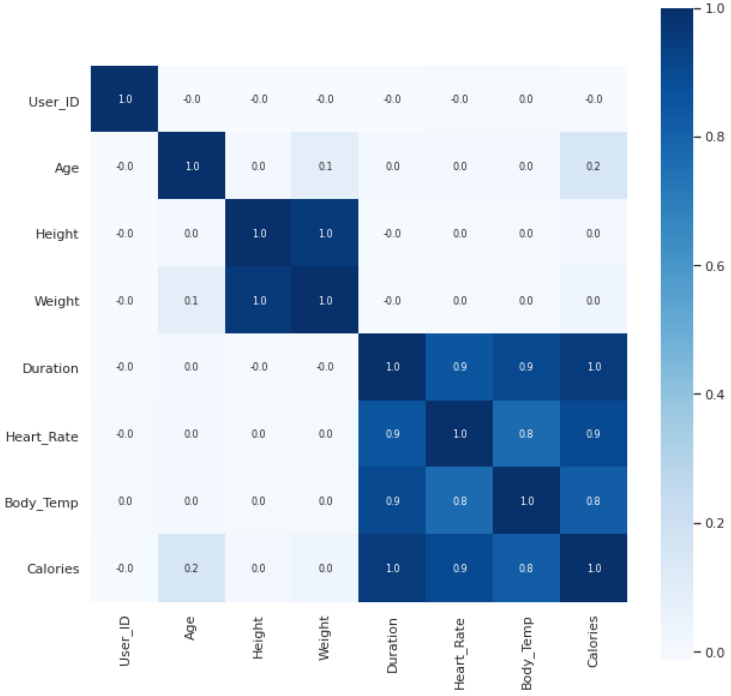 1.0
User_ID 1.0 -0.0 -0.0 -0.0 -0.0 -0.0 0.0 -0.0
0.8
Age -0.0 1.0 0.0 0.1 0.0 0.0 0.0 0.2
Height -0.0 0.0 1.0 1.0 -0.0 0.0 0.0 0.0
0.6
Weight -0.0 0.1 1.0 1.0 -0.0 0.0 0.0 0.0
Duration -0.0 0.0 -0.0 -0.0 1.0 0.9 0.9 1.0
0.4
Heart_Rate -0.0 0.0 0.0 0.0 0.9 1.0 0.8 0.9
Body_Temp 0.0 0.0 0.0 0.0 0.9 0.8 1.0 0.8
0.2
Calories -0.0 0.2 0.0 0.0 1.0 0.9 0.8 1.0
User_ID Age Height Weight Duration Heart_Rate Body_Temp Calories
0.0